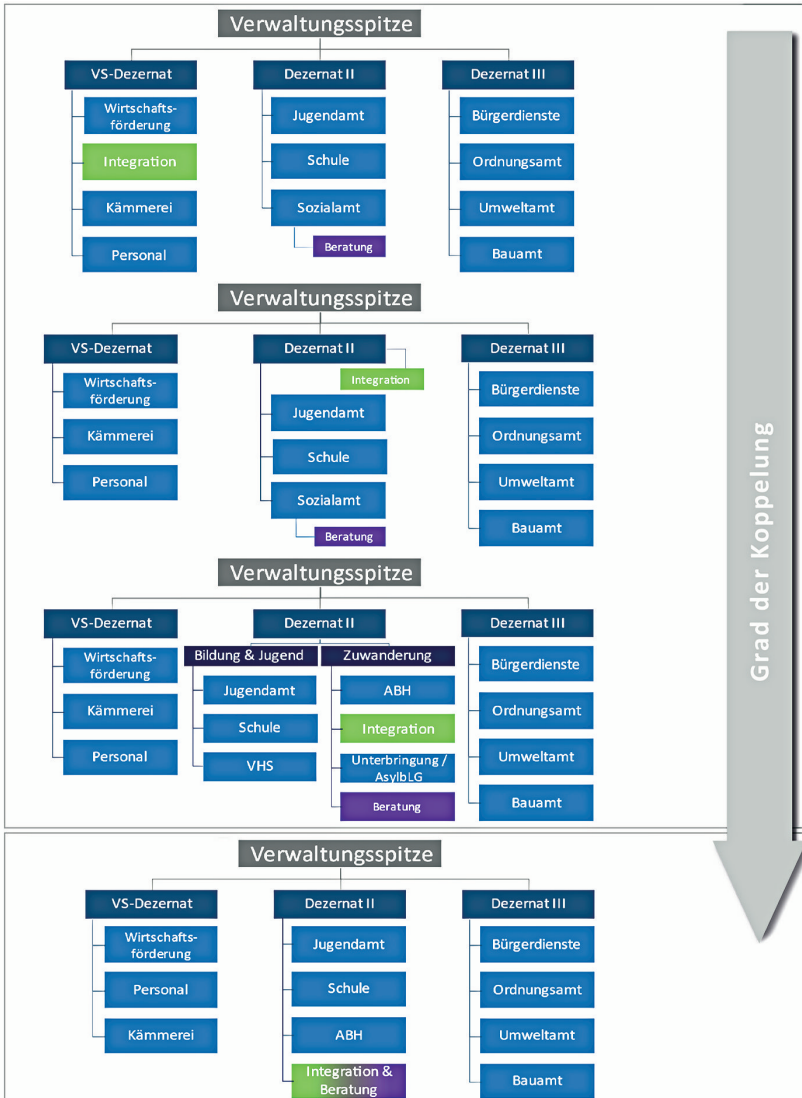 Verwaltungsspitze
VS-Dezernat
Wirtschafts-
förderung
Integration
Kämmerei
Personal
Dezernat II
Jugendamt
Schule
Sozialamt
Beratung
Dezernat III
Bürgerdienste
Ordnungsamt
Umweltamt
Bauamt
Verwaltungsspitze
VS-Dezernat
Wirtschafts-
förderung
Kämmerei
Personal
Dezernat II
Integration
Jugendamt
Schule
Sozialamt
Beratung
Dezernat III
Bürgerdienste
Ordnungsamt
Umweltamt
Bauamt
Verwaltungsspitze
VS-Dezernat
Wirtschafts-
förderung
Kämmerei
Personal
Dezernat II
Bildung & Jugend
Jugendamt
Schule
VHS
Zuwanderung
ABH
Integration
Unterbringung /
AsylbLG
Beratung
Dezernat III
Bürgerdienste
Ordnungsamt
Umweltamt
Bauamt
Verwaltungsspitze
VS-Dezernat
Wirtschafts-
förderung
Personal
Kämmerei
Dezernat II
Jugendamt
Schule
ABH
Integration &
Beratung
Dezernat III
Bürgerdienste
Ordnungsamt
Umweltamt
Bauamt
Grad der Koppelung